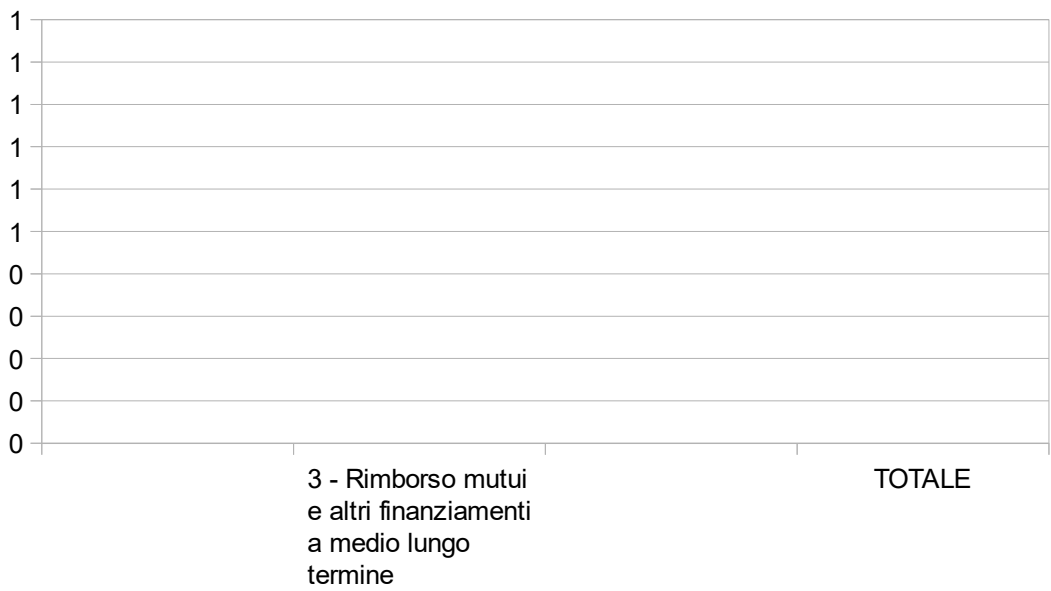 1
1
1
1
1
1
0
0
0
0
0
3 - Rimborso mutui
e altri finanziamenti
a medio lungo
termine
TOTALE